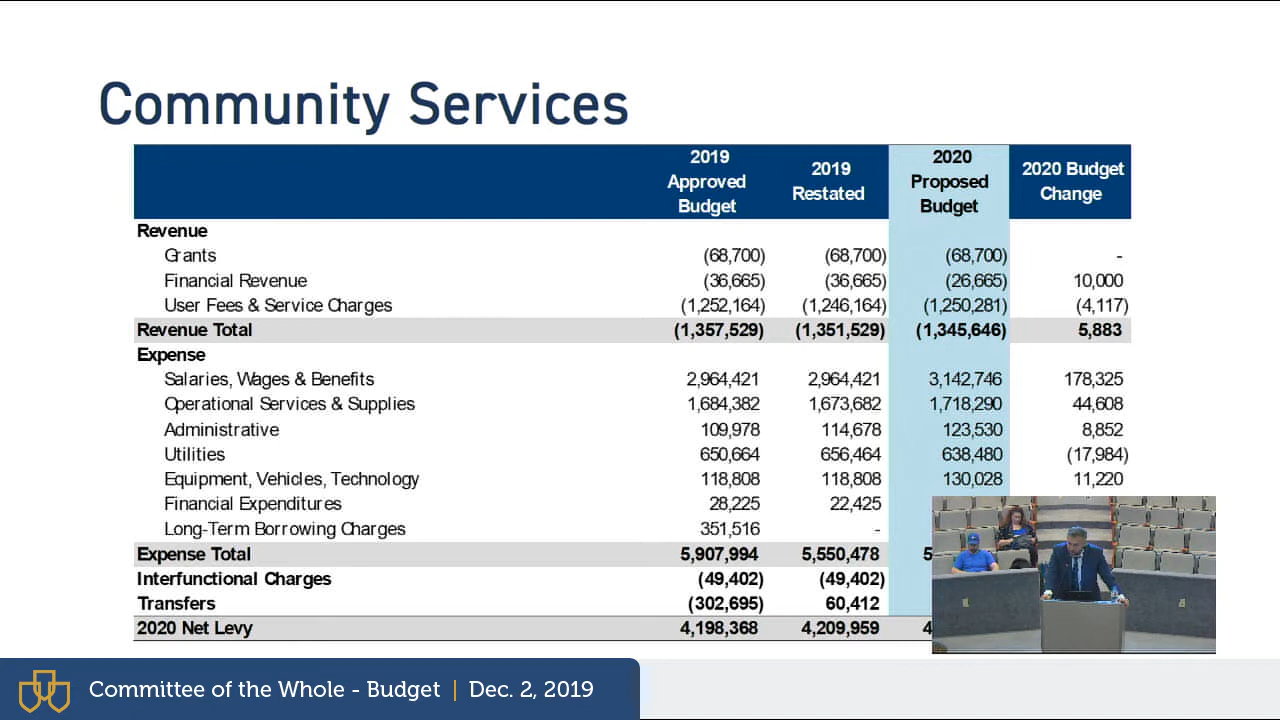 Community Services
2019 Approved Budget 2019 Restated 2020 Proposed Budget 2020 Budget Change
Revenue
Grants (68,700) (68,700) (68,700) -
Financial Revenue (36,665) (36,665) (26,665) 10,000
User Fees & Service Charges (1,252,164) (1,246,164) (1,250,281) (4,117)
Revenue Total (1,357,529) (1,351,529) (1,345,646) 5,883
Expense
Salaries, Wages & Benefits 2,964,421 2,964,421 3,142,746 178,325
Operational Services & Supplies 1,684,382 1,673,682 1,718,290 44,608
Administrative 109,978 114,678 123,530 8,852
Utilities 650,664 656,464 638,480 (17,984)
Equipment, Vehicles, Technology 118,808 118,808 130,028 11,220
Financial Expenditures 28,225 22,425
Long-Term Borrowing Charges 351,516 -
Expense Total 5,907,994 5,550,478 5
Interfunctional Charges (49,402) (49,402)
Transfers (302,695) 60,412
2020 Net Levy 4,198,368 4,209,959 4
Committee of the Whole - Budget | Dec. 2, 2019